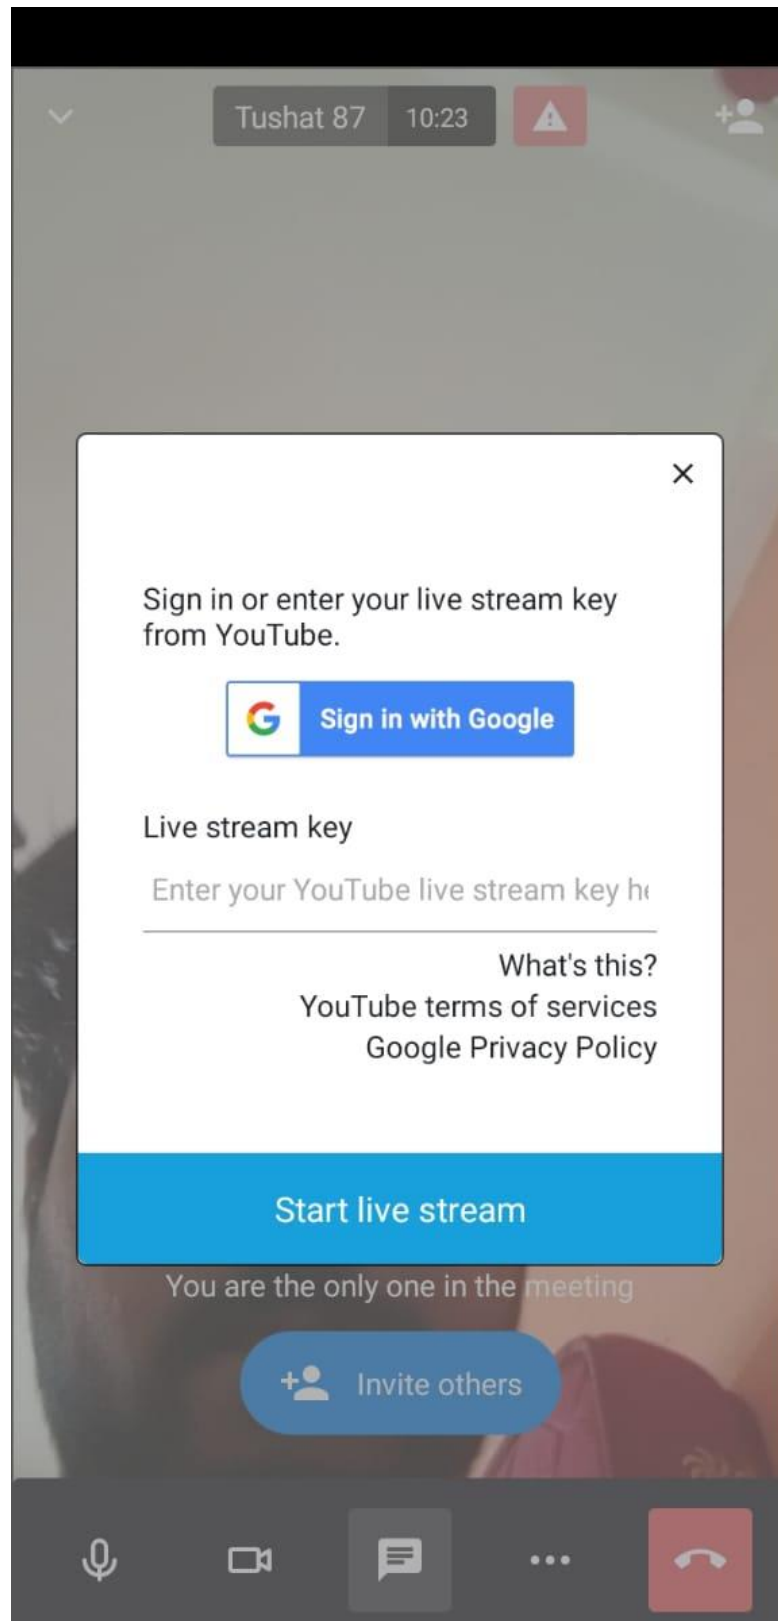 Tushat 87 10:23
Sign in or enter your live stream key
from YouTube.
G Sign in with Google
Live stream key
Enter your YouTube live stream key he
What's this?
YouTube terms of services
Google Privacy Policy
Start live stream
You are the only one in the meeting
Invite others